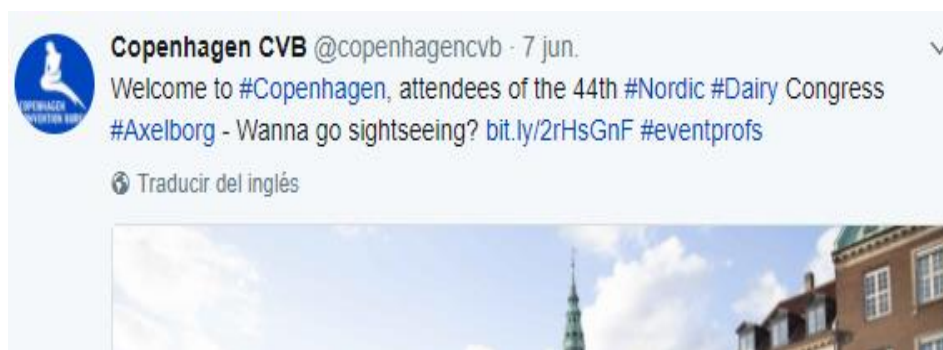 Copenhagen CVB @copenhagencvb · 7 jun.
Welcome to #Copenhagen, attendees of the 44th #Nordic #Dairy Congress
#Axelborg - Wanna go sightseeing? bit.ly/2rHsGnF #eventprofs
Traducir del inglés